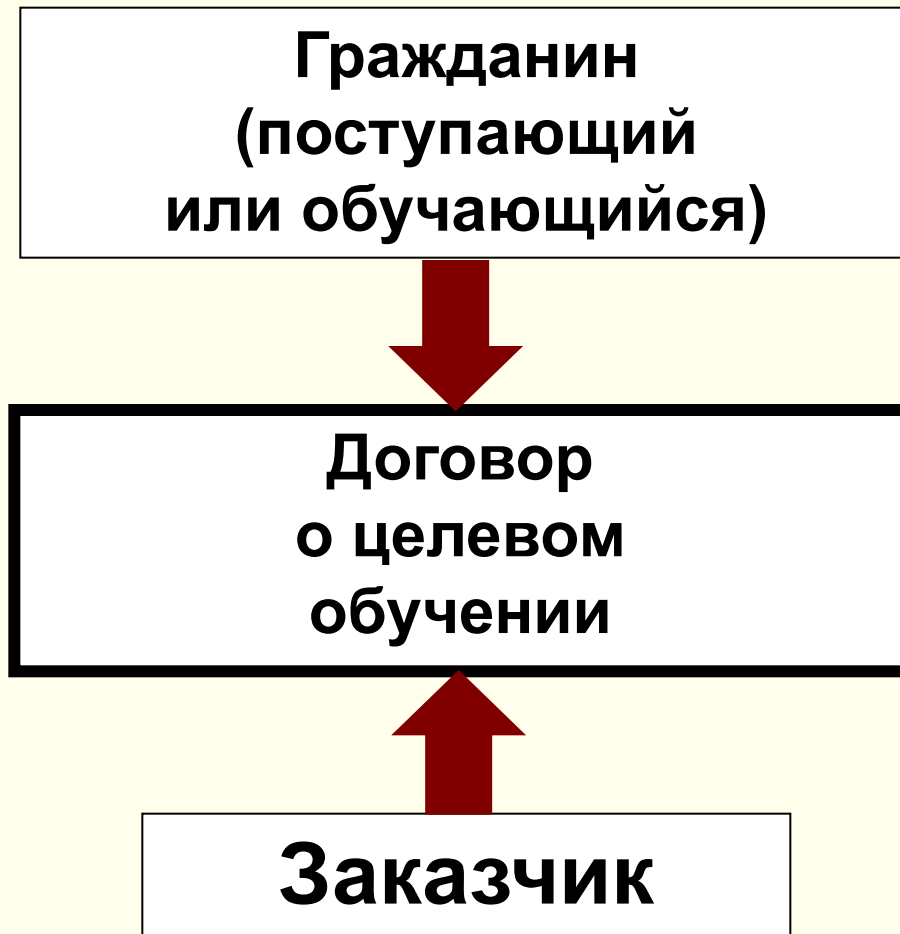 Гражданин
(поступающий
или обучающийся)
Договор
о целевом
обучении
Заказчик